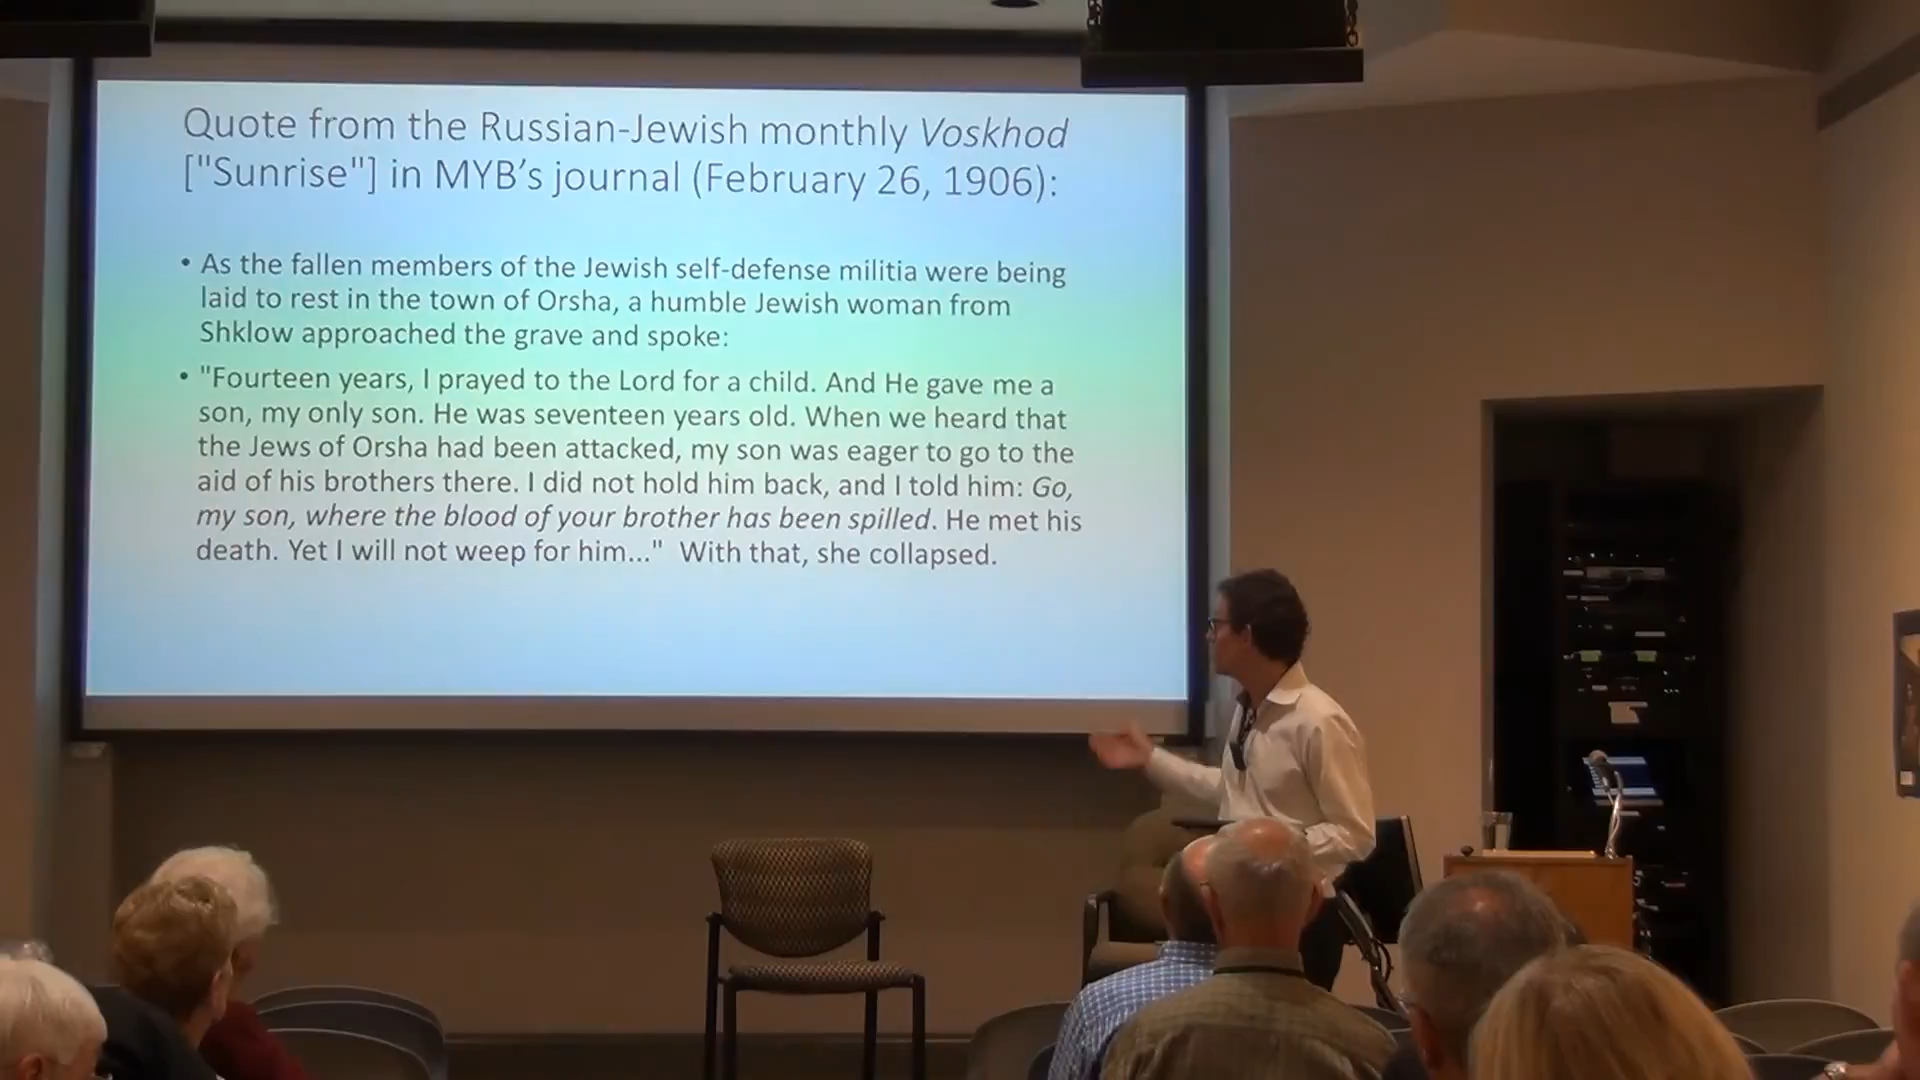 Quote from the Russian-Jewish monthly Voskhod
["Sunrise"] in MYB's journal (February 26, 1906):
• As the fallen members of the Jewish self-defense militia were being
laid to rest in the town of Orsha, a humble Jewish woman from
Shklow approached the grave and spoke:
• "Fourteen years, I prayed to the Lord for a child. And He gave me a
son, my only son. He was seventeen years old. When we heard that
the Jews of Orsha had been attacked, my son was eager to go to the
aid of his brothers there. I did not hold him back, and I told him: Go,
my son, where the blood of your brother has been spilled. He met his
death. Yet I will not weep for him..." With that, she collapsed.